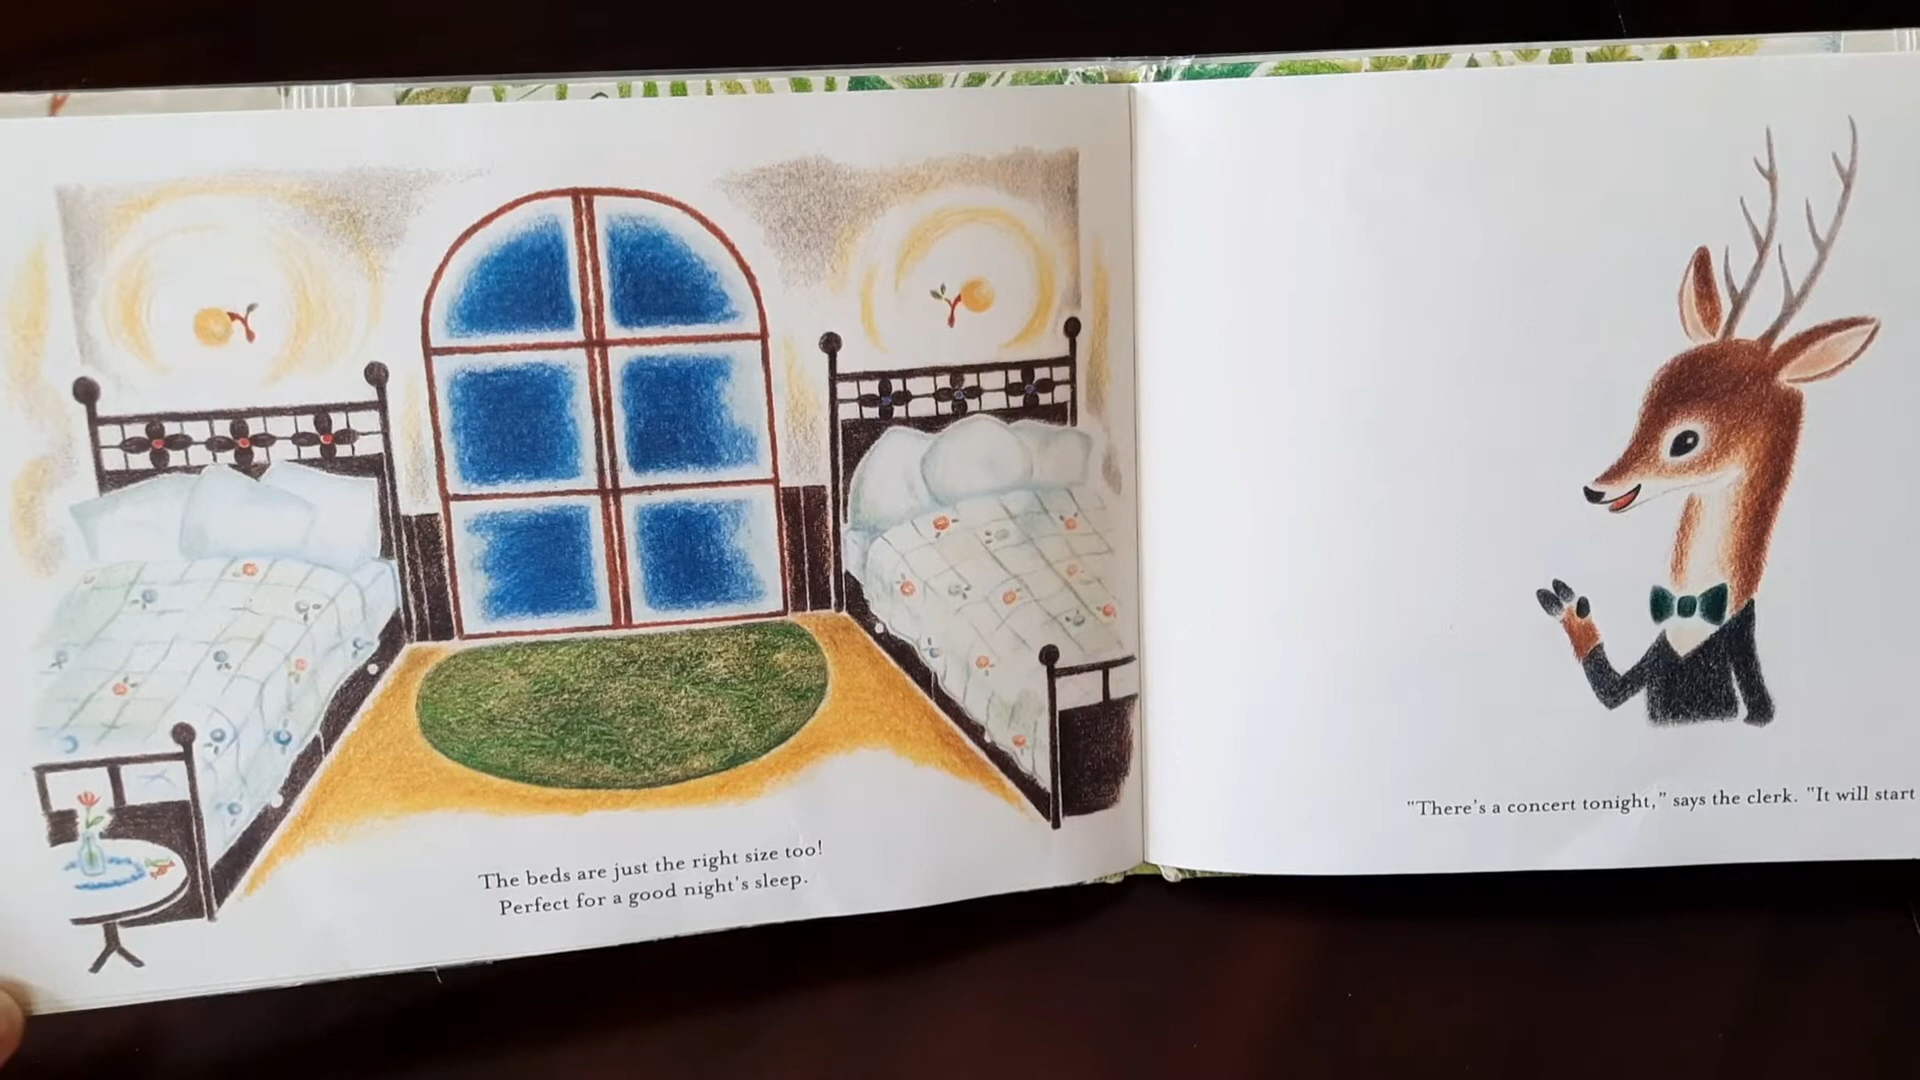 The beds are just the right size too!
Perfect for a good night's sleep.
"There's a concert tonight," says the clerk. "It will start